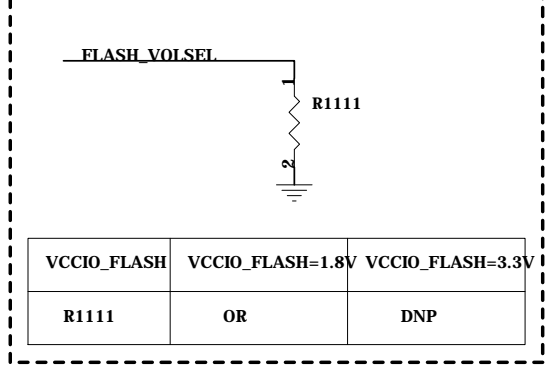 FLASH_VOLSEL
1
R1111
2
VCCIO_FLASH VCCIO_FLASH=1.8V VCCIO_FLASH=3.3V
R1111 OR DNP